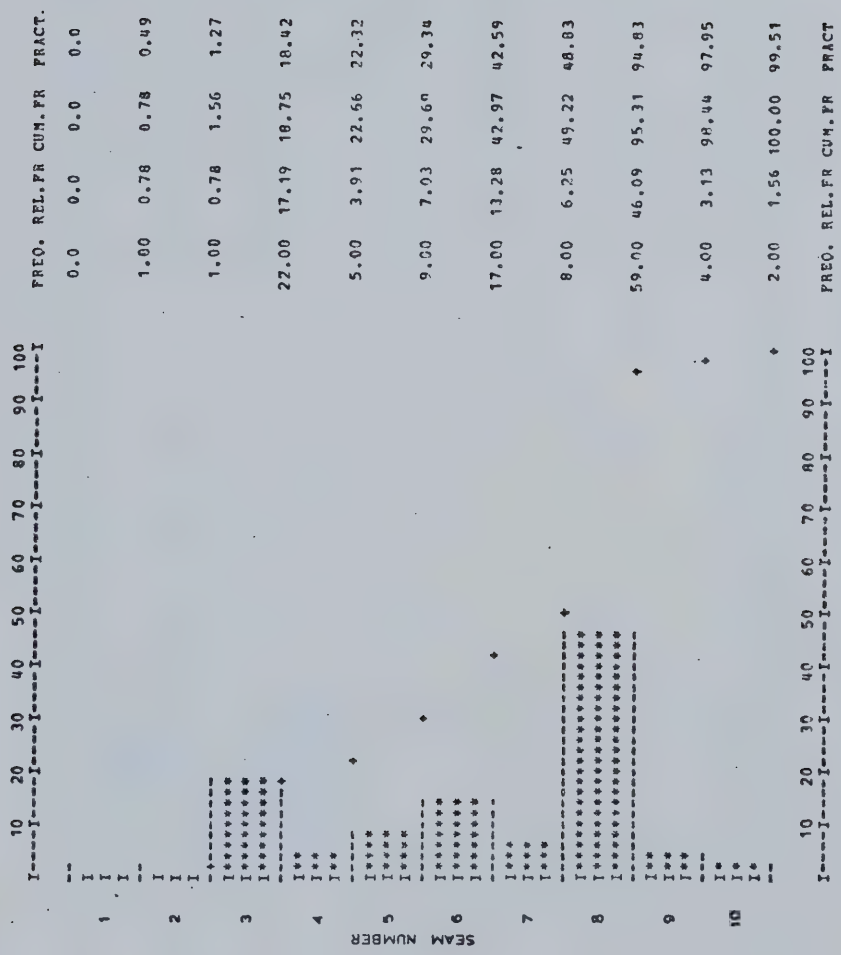 10 20 30 40 50 60 70 80 90 100
I----I----I----I----I----I----I----I----I----I----I FREQ. REL.FR CUM.FR PRACT.
0.0 0.0 0.0 0.0
1
1.00 0.78 0.78 0.49
2
1.00 0.78 1.56 1.27
3
22.00 17.19 18.75 18.42
4
5.00 3.91 22.66 22.32
5
9.00 7.03 29.69 29.34
6
17.00 13.28 42.97 42.59
7
8.00 6.25 49.22 48.83
8
59.00 46.09 95.31 94.83
9
4.00 3.13 98.44 97.95
10
2.00 1.56 100.00 99.51
SEAM NUMBER
10 20 30 40 50 60 70 80 90 100
I----I----I----I----I----I----I----I----I----I----I FREQ. REL.FR CUM.FR PRACT